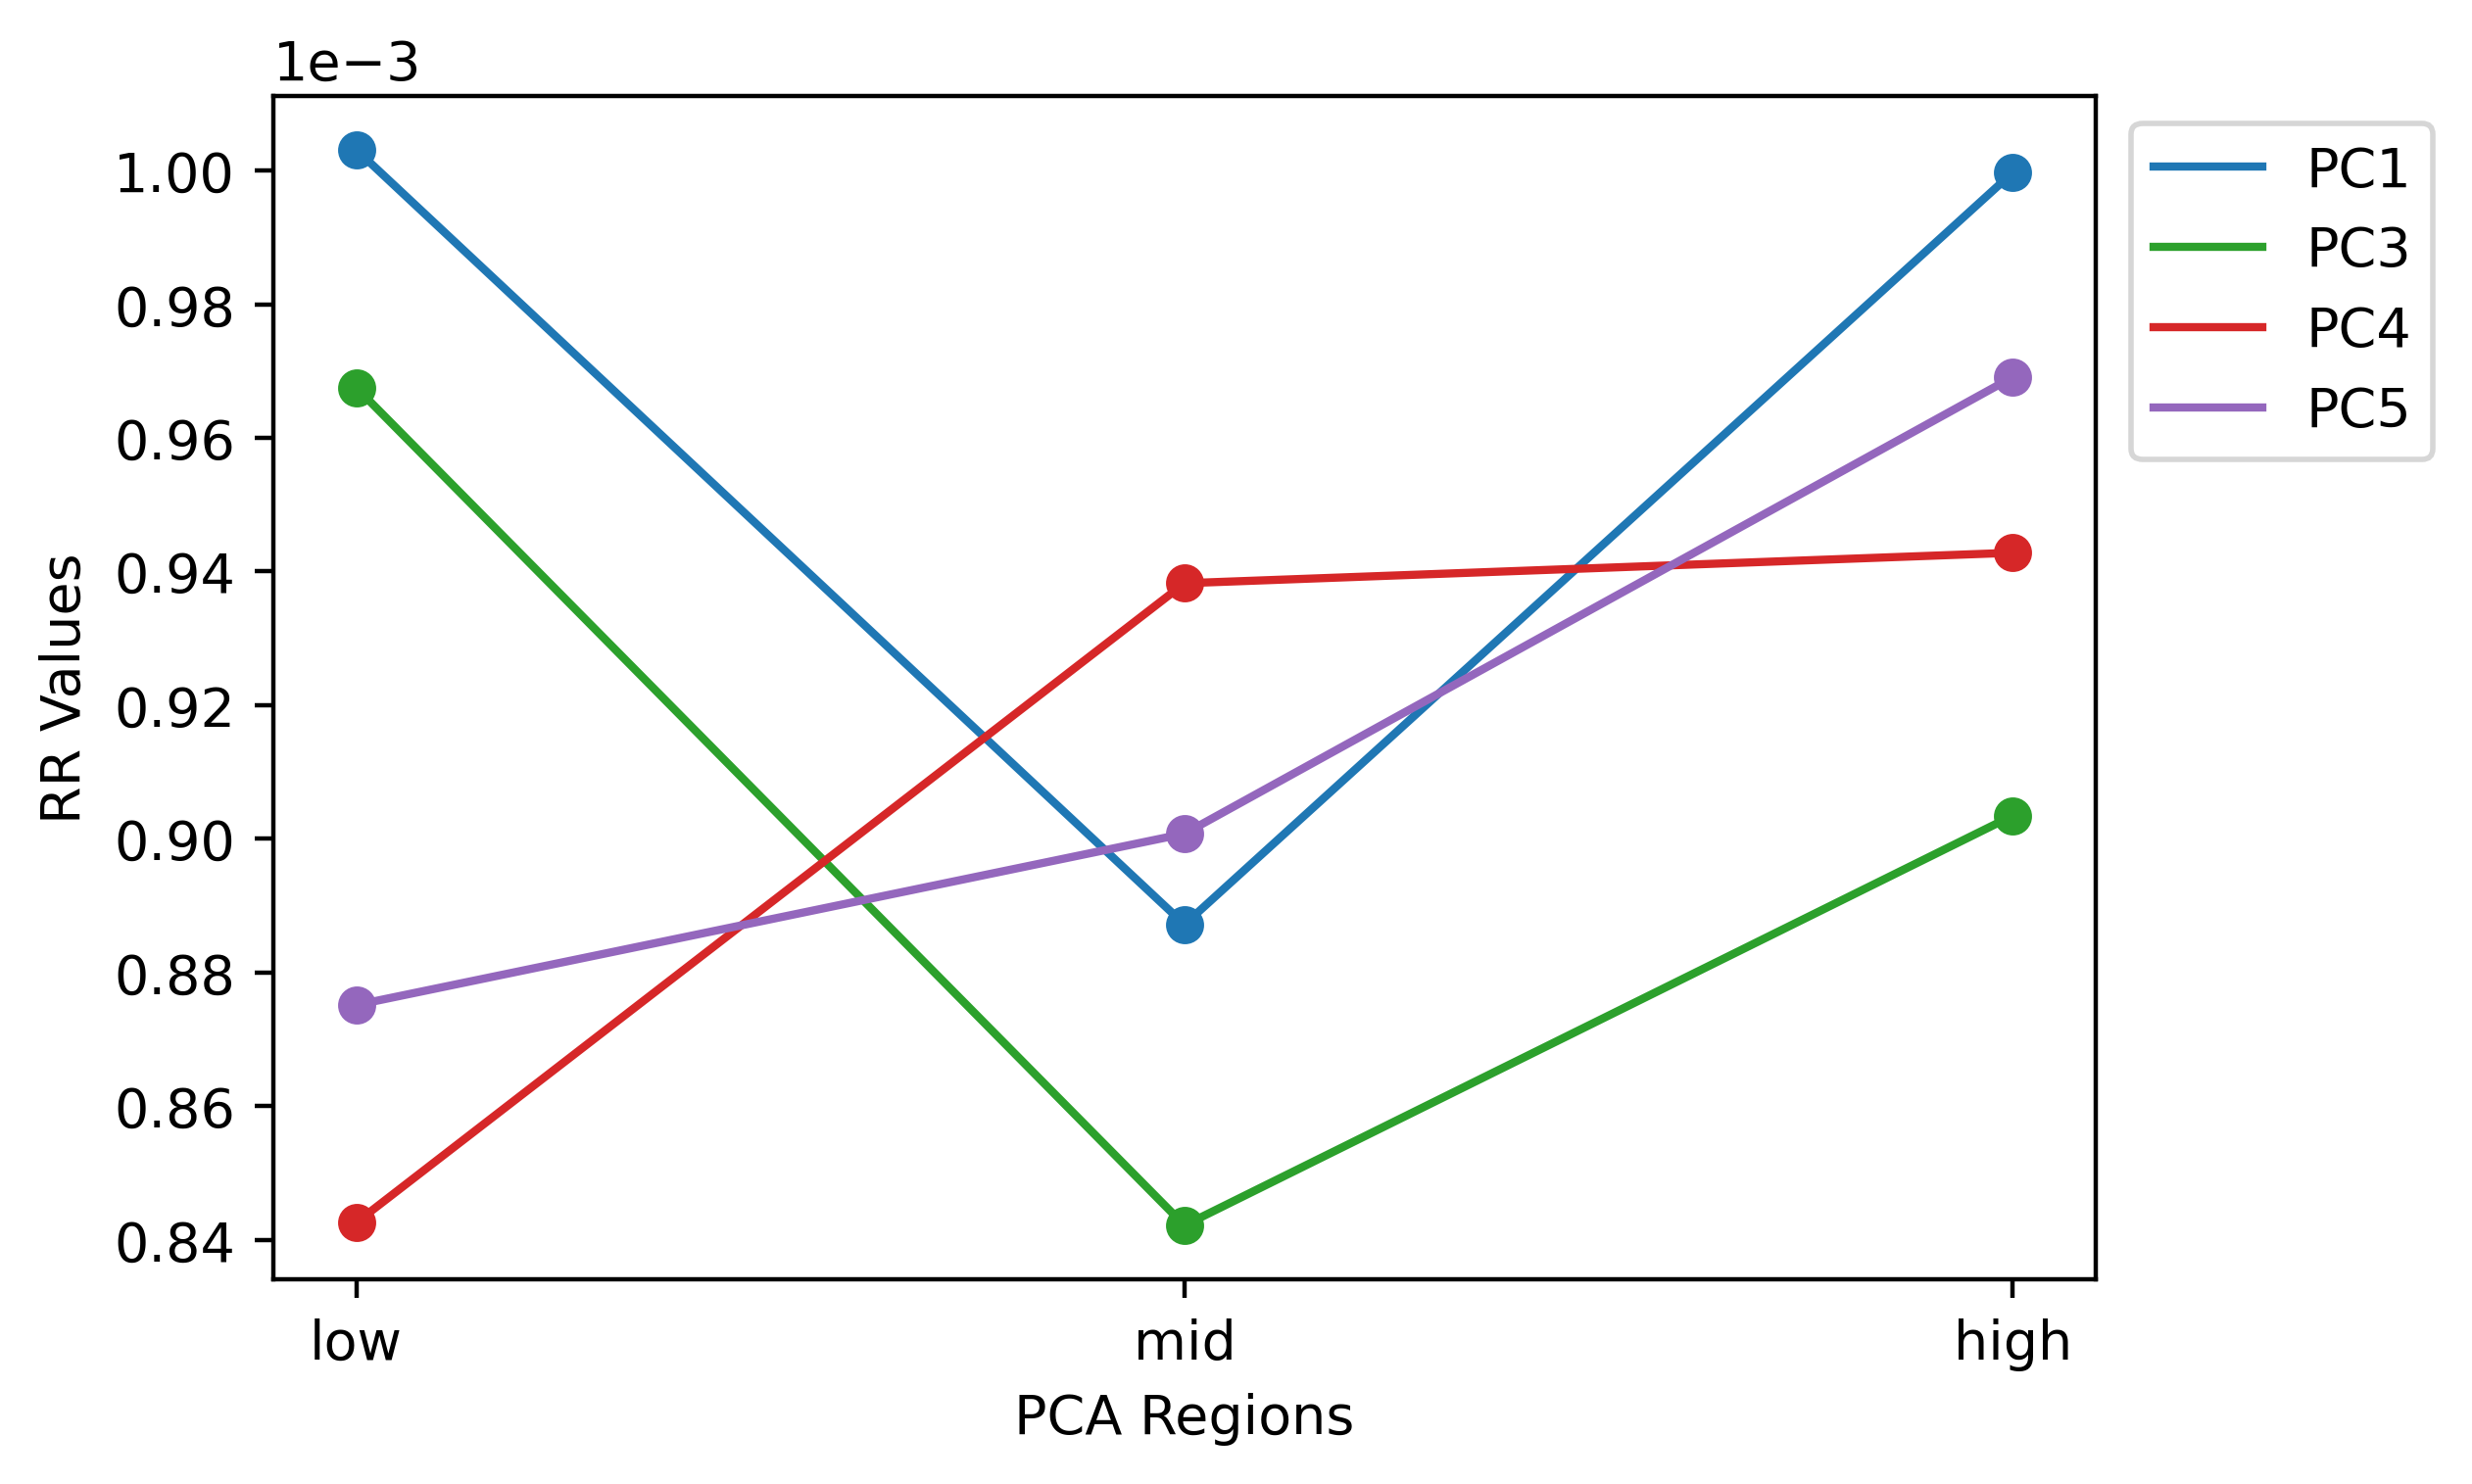 1e−3
1.00
0.98
0.96
0.94
0.92
0.90
0.88
0.86
0.84
RR Values
low
mid
high
PCA Regions
PC1
PC3
PC4
PC5